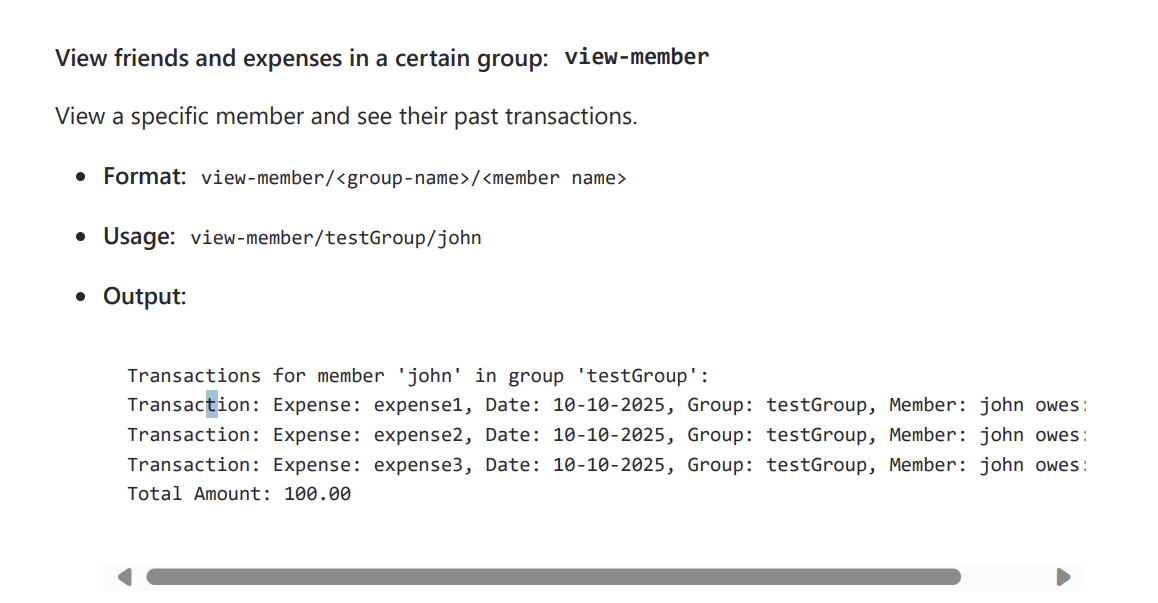 View friends and expenses in a certain group: view-member
View a specific member and see their past transactions.
Format: view-member/<group-name>/<member name>
Usage: view-member/testGroup/john
Output:
Transactions for member 'john' in group 'testGroup':
Transaction: Expense: expense1, Date: 10-10-2025, Group: testGroup, Member: john owes:
Transaction: Expense: expense2, Date: 10-10-2025, Group: testGroup, Member: john owes:
Transaction: Expense: expense3, Date: 10-10-2025, Group: testGroup, Member: john owes:
Total Amount: 100.00